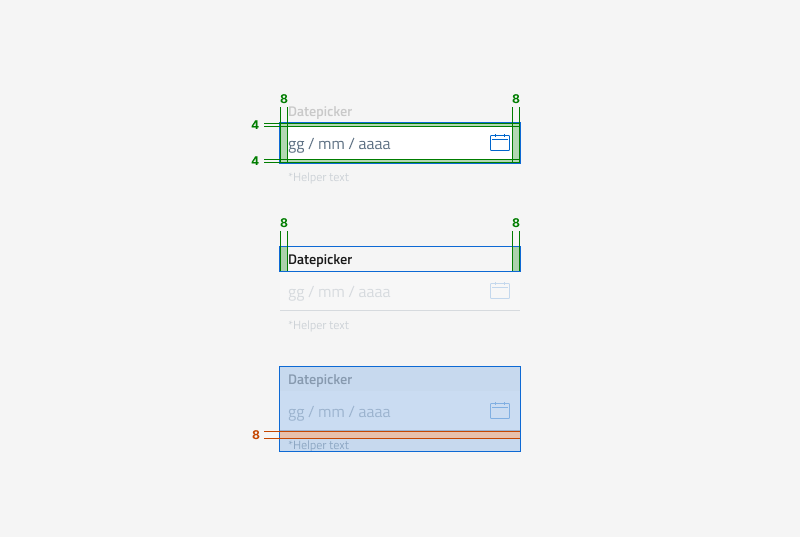 8 8
Datepicker
4
gg / mm / aaaa
4
*Helper text
8 8
Datepicker
gg / mm / aaaa
*Helper text
Datepicker
gg / mm / aaaa
8
*Helper text